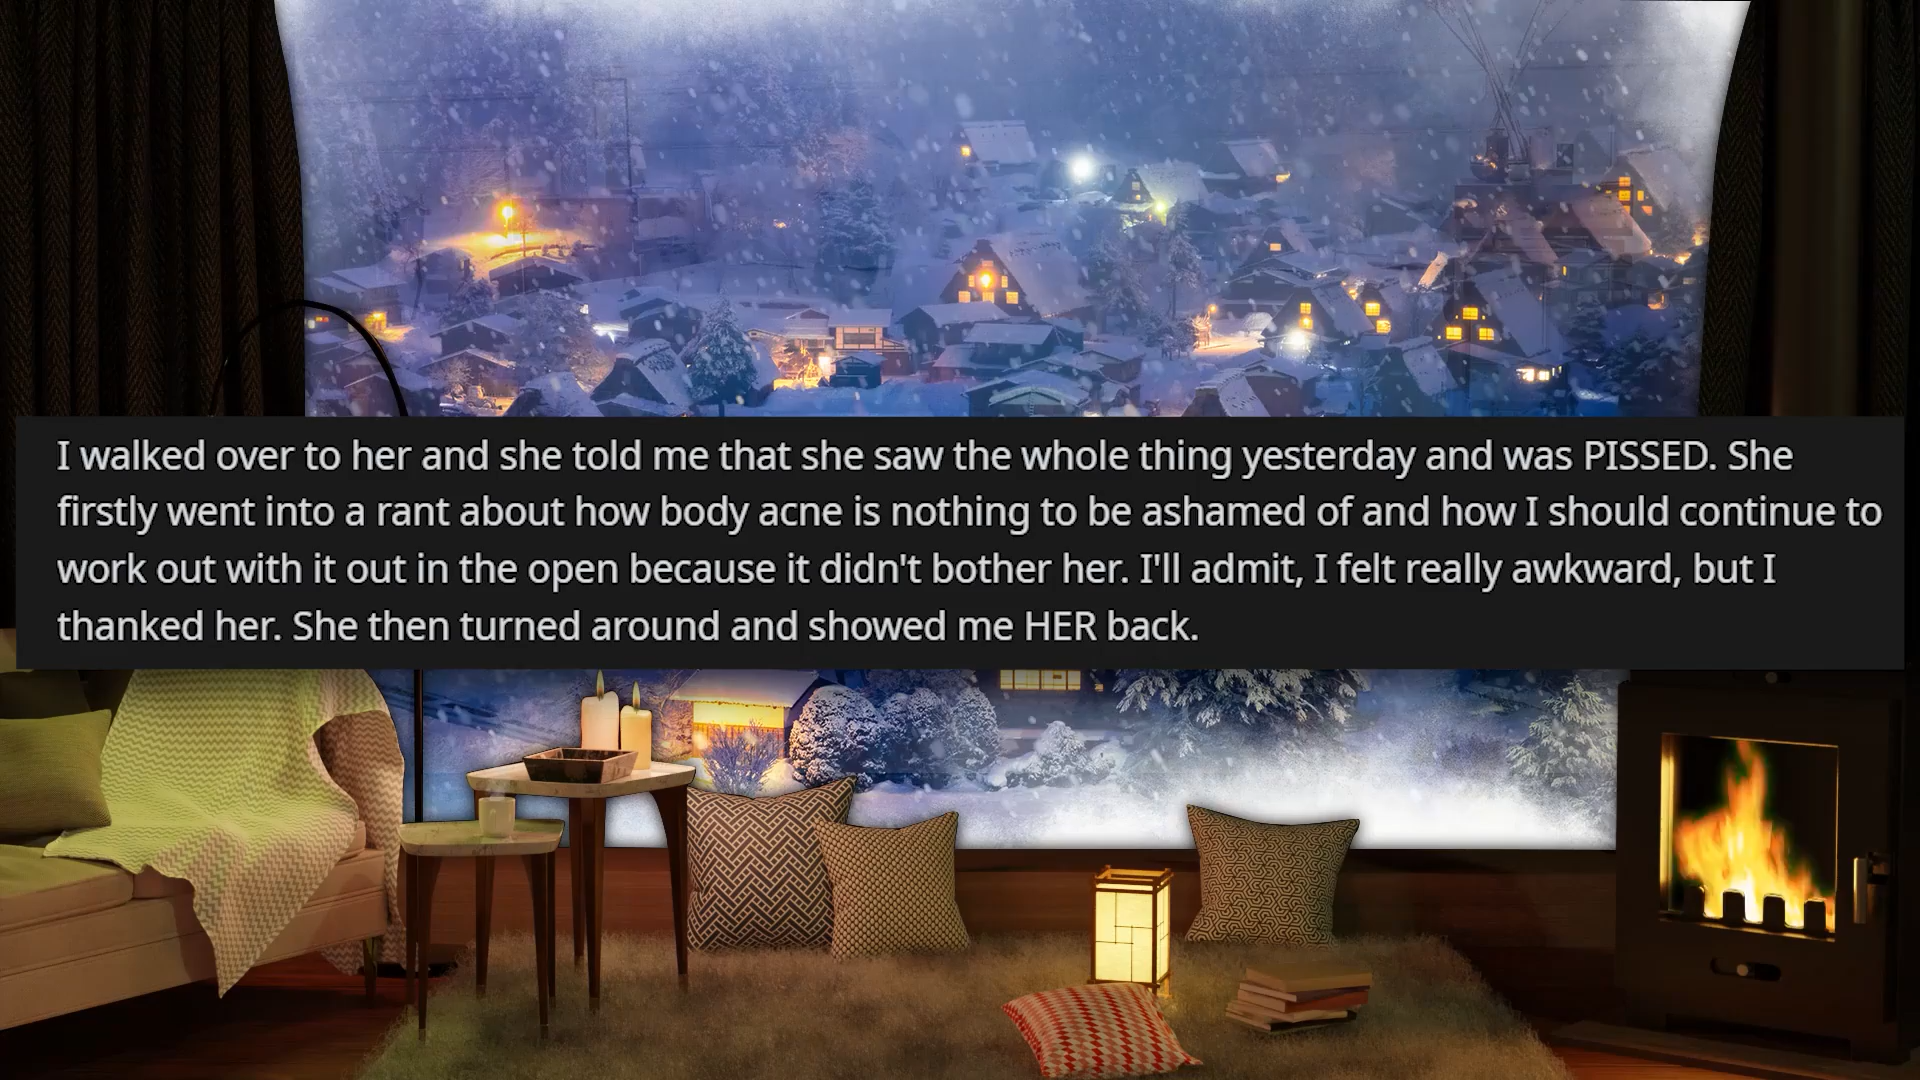 I walked over to her and she told me that she saw the whole thing yesterday and was PISSED. She
firstly went into a rant about how body acne is nothing to be ashamed of and how I should continue to
work out with it out in the open because it didn't bother her. I'll admit, I felt really awkward, but I
thanked her. She then turned around and showed me HER back.